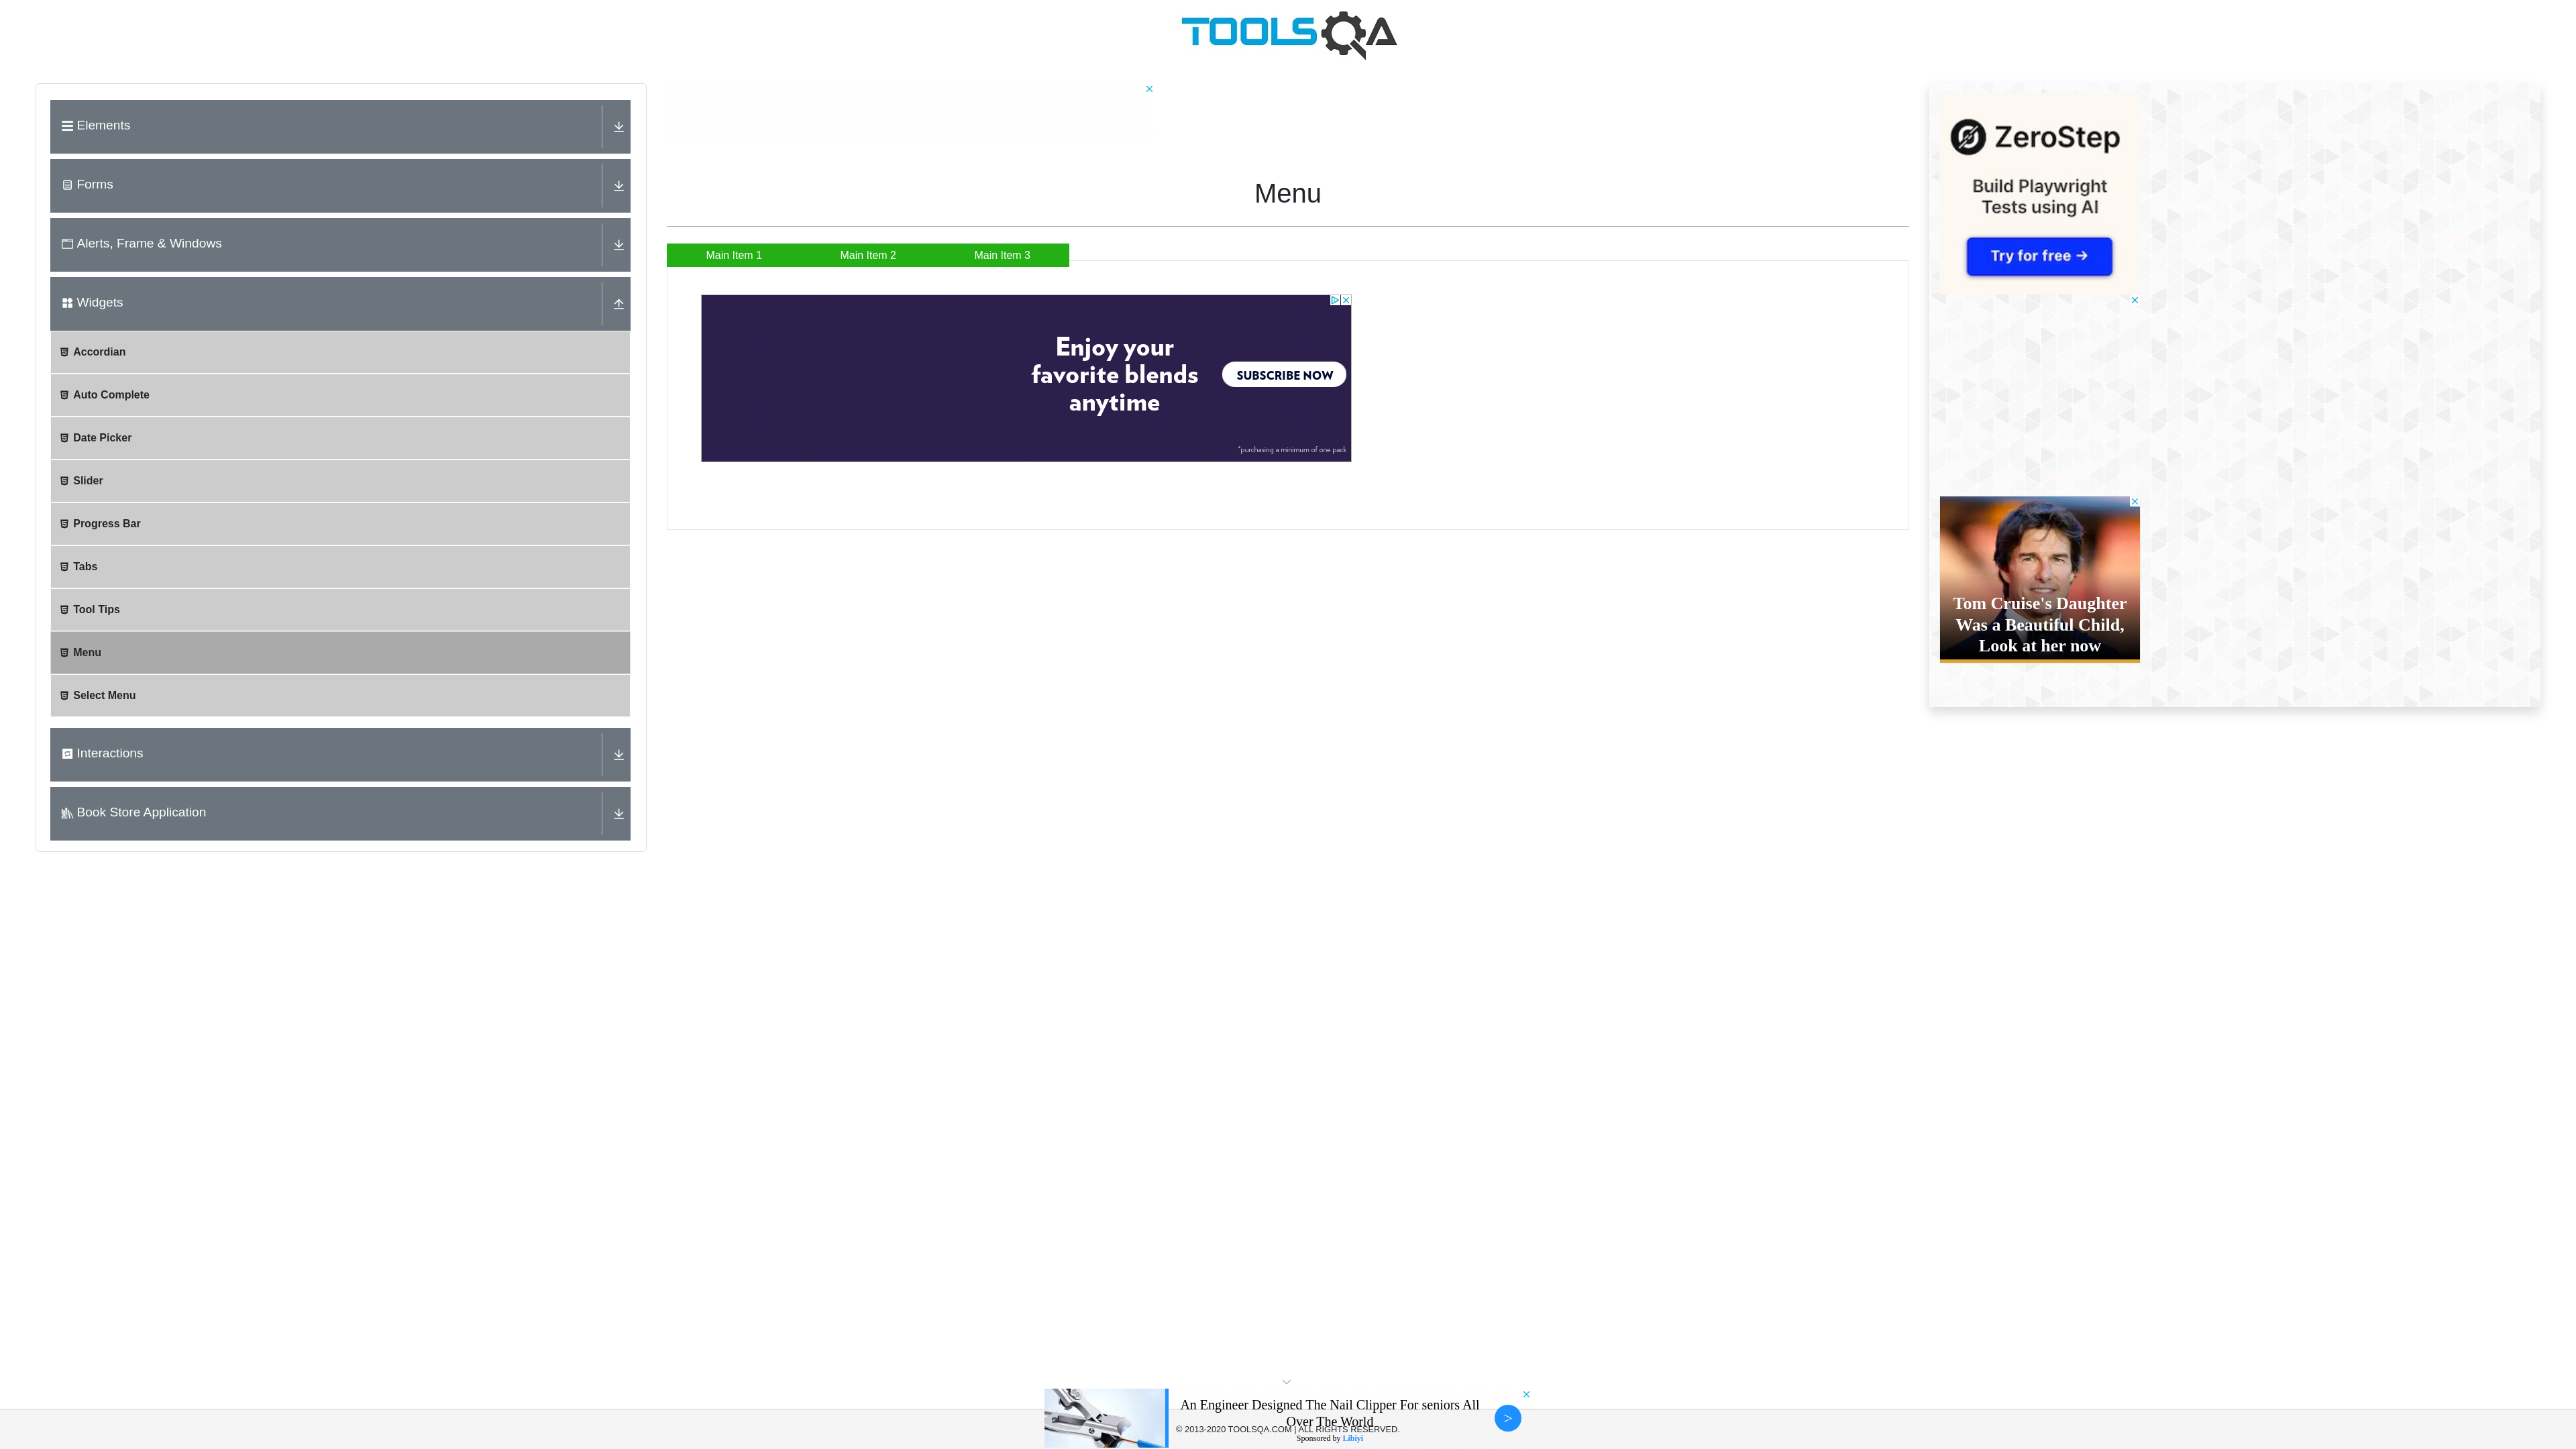 TOOLSQA
Elements
Forms
Alerts, Frame & Windows
Widgets
Accordian
Auto Complete
Date Picker
Slider
Progress Bar
Tabs
Tool Tips
Menu
Select Menu
Interactions
Book Store Application
Menu
Main Item 1
Main Item 2
Main Item 3
Enjoy your
favorite blends
anytime
SUBSCRIBE NOW
*purchasing a minimum of one pack
ZeroStep
Build Playwright
Tests using AI
Try for free →
Tom Cruise's Daughter
Was a Beautiful Child,
Look at her now
An Engineer Designed The Nail Clipper For seniors All
Over The World
Sponsored by Libiyi
>
© 2013-2020 TOOLSQA.COM | ALL RIGHTS RESERVED.